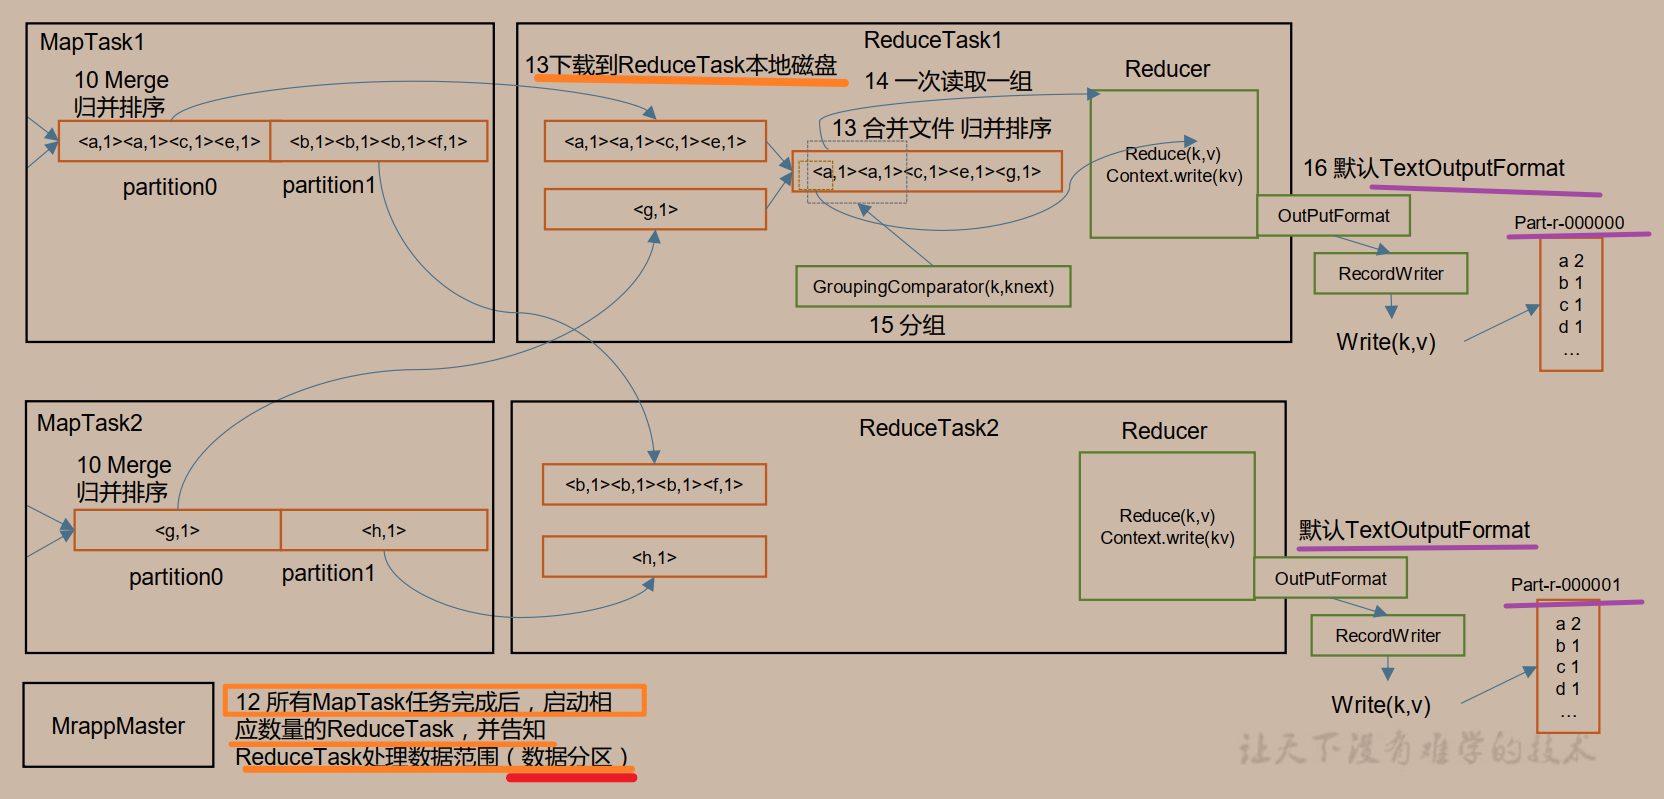 MapTask1
10 Merge
归并排序
<a,1><a,1><c,1><e,1>
<b,1><b,1><b,1><f,1>
partition0
partition1
ReduceTask1
13下载到ReduceTask本地磁盘
14 一次读取一组
Reducer
<a,1><a,1><c,1><e,1>
13 合并文件 归并排序
<a,1><a,1><c,1><e,1><g,1>
<g,1>
Reduce(k,v)
Context.write(kv)
GroupingComparator(k,knext)
15 分组
16 默认TextOutputFormat
OutPutFormat
RecordWriter
Write(k,v)
Part-r-000000
a 2
b 1
c 1
d 1
...
MapTask2
10 Merge
归并排序
<g,1>
<h,1>
partition0
partition1
ReduceTask2
Reducer
<b,1><b,1><b,1><f,1>
<h,1>
Reduce(k,v)
Context.write(kv)
默认TextOutputFormat
OutPutFormat
RecordWriter
Write(k,v)
Part-r-000001
a 2
b 1
c 1
d 1
...
MrappMaster
12 所有MapTask任务完成后，启动相
应数量的ReduceTask，并告知
ReduceTask处理数据范围（数据分区）
让天下没有难学的技术